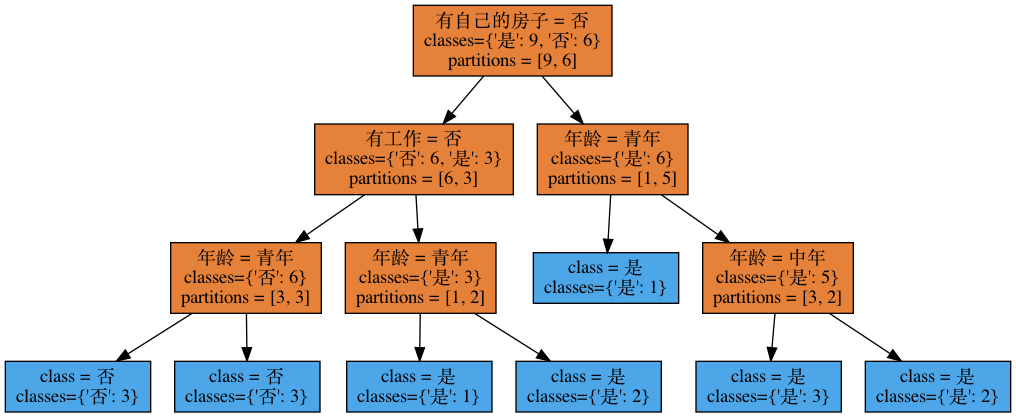 有自己的房子 = 否
classes={'是': 9, '否': 6}
partitions = [9, 6]
有工作 = 否
classes={'否': 6, '是': 3}
partitions = [6, 3]
年龄 = 青年
classes={'是': 6}
partitions = [1, 5]
年龄 = 青年
classes={'否': 6}
partitions = [3, 3]
年龄 = 青年
classes={'是': 3}
partitions = [1, 2]
class = 是
classes={'是': 1}
年龄 = 中年
classes={'是': 5}
partitions = [3, 2]
class = 否
classes={'否': 3}
class = 否
classes={'否': 3}
class = 是
classes={'是': 1}
class = 是
classes={'是': 2}
class = 是
classes={'是': 3}
class = 是
classes={'是': 2}